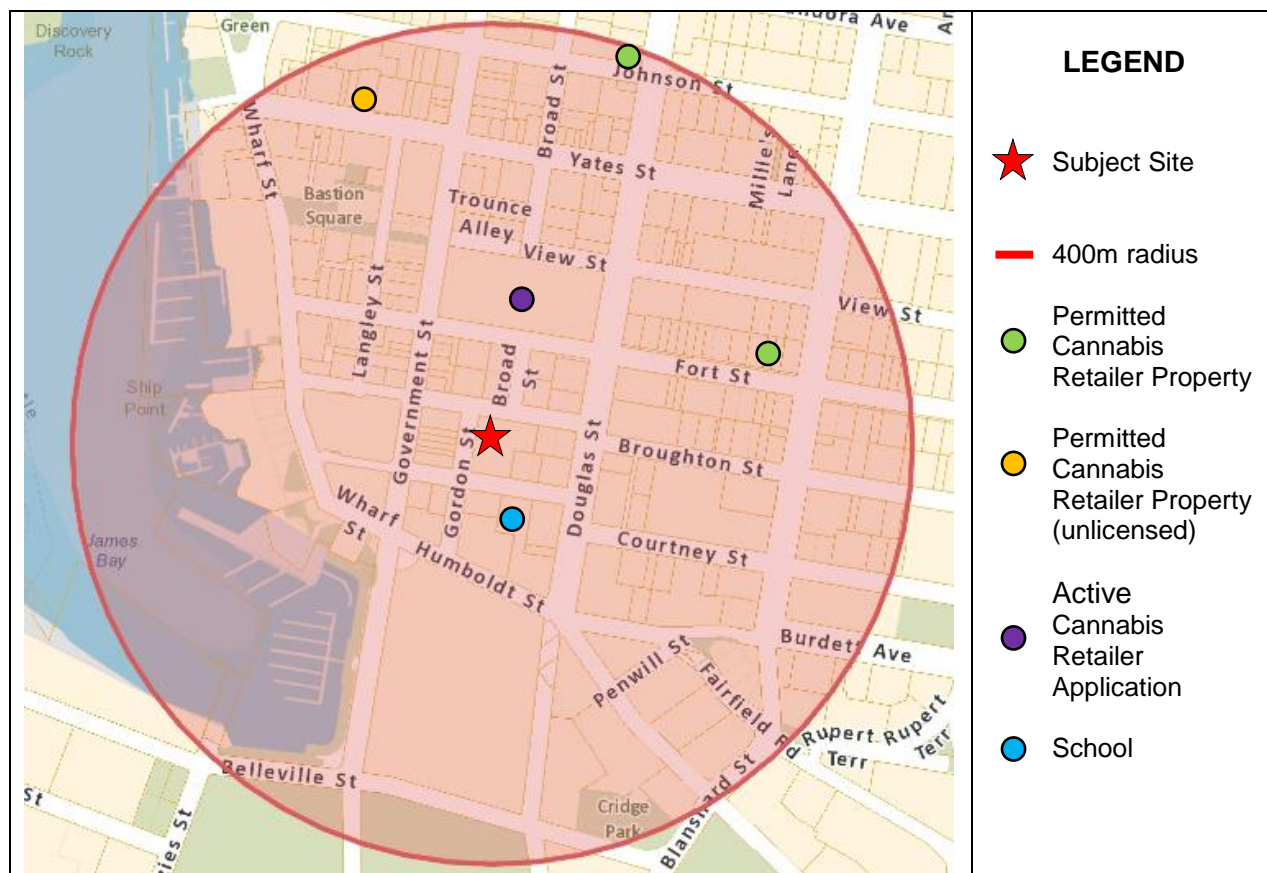 Discovery
Rock
Green
Ave
Johnson St
Broad St
Wharf St
Yates St
Millie's
Lane
Bastion
Square
Trounce
Alley
View St
View St
Langley St
Government St
Ship
Point
Broad
St
Fort St
Gordon St
Douglas St
Broughton St
Wharf
St
James
Bay
Humboldt St
Courtney St
Burdett Ave
Penwill St
Fairfield Rd
Rupert
Terr
Rupert
Terr
Belleville St
St
Blanshard St
Cridge
Park
LEGEND
Subject Site
400m radius
Permitted
Cannabis
Retailer Property
Permitted
Cannabis
Retailer Property
(unlicensed)
Active
Cannabis
Retailer
Application
School